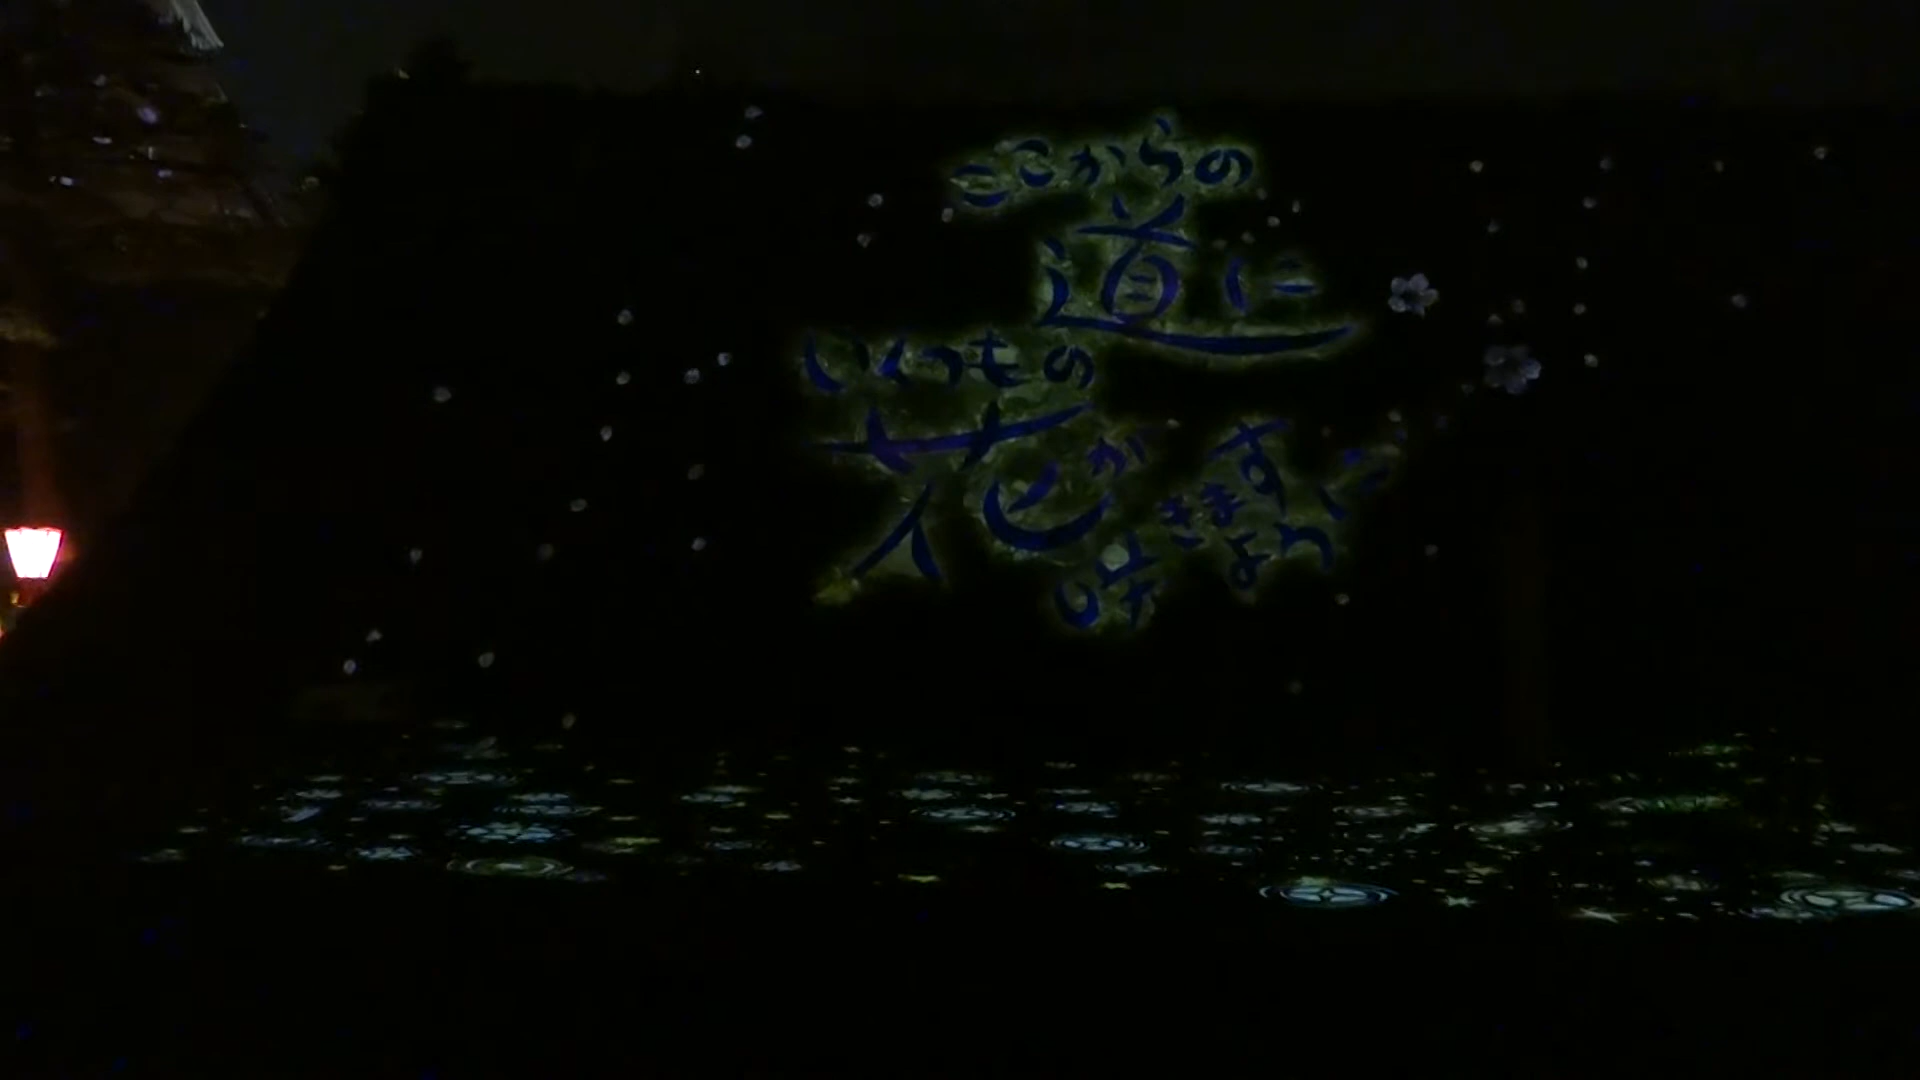 ここからの
道に
いくつもの
花が
咲きます
ように